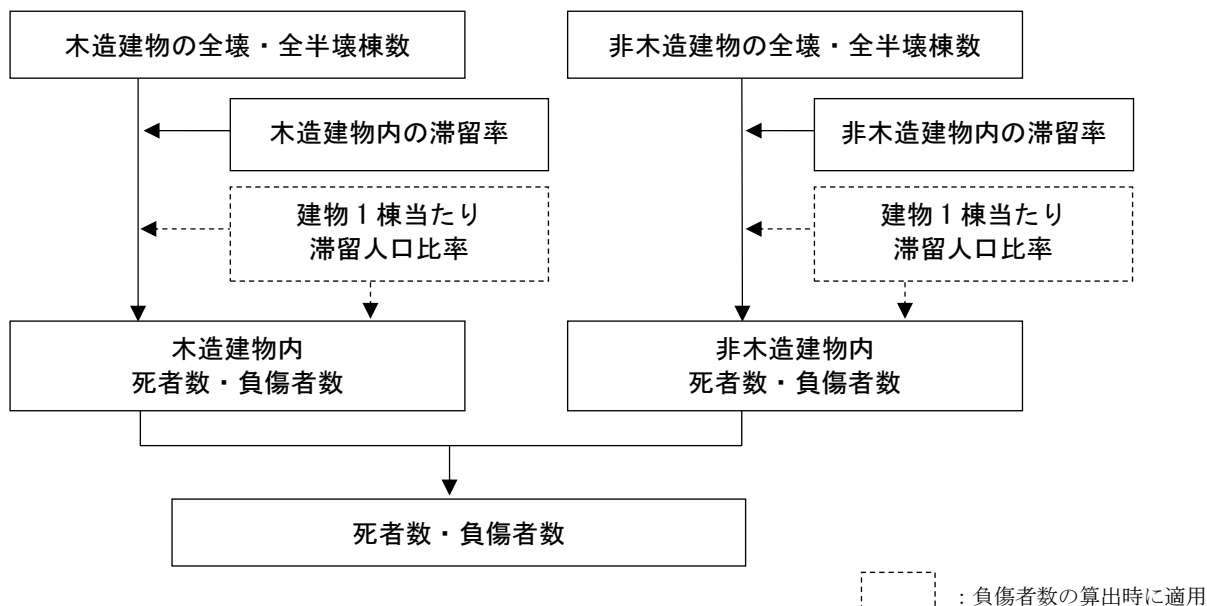 木造建物の全壊・全半壊棟数
非木造建物の全壊・全半壊棟数
木造建物内の滞留率
非木造建物内の滞留率
建物１棟当たり
滞留人口比率
建物１棟当たり
滞留人口比率
木造建物内
死者数・負傷者数
非木造建物内
死者数・負傷者数
死者数・負傷者数
：負傷者数の算出時に適用